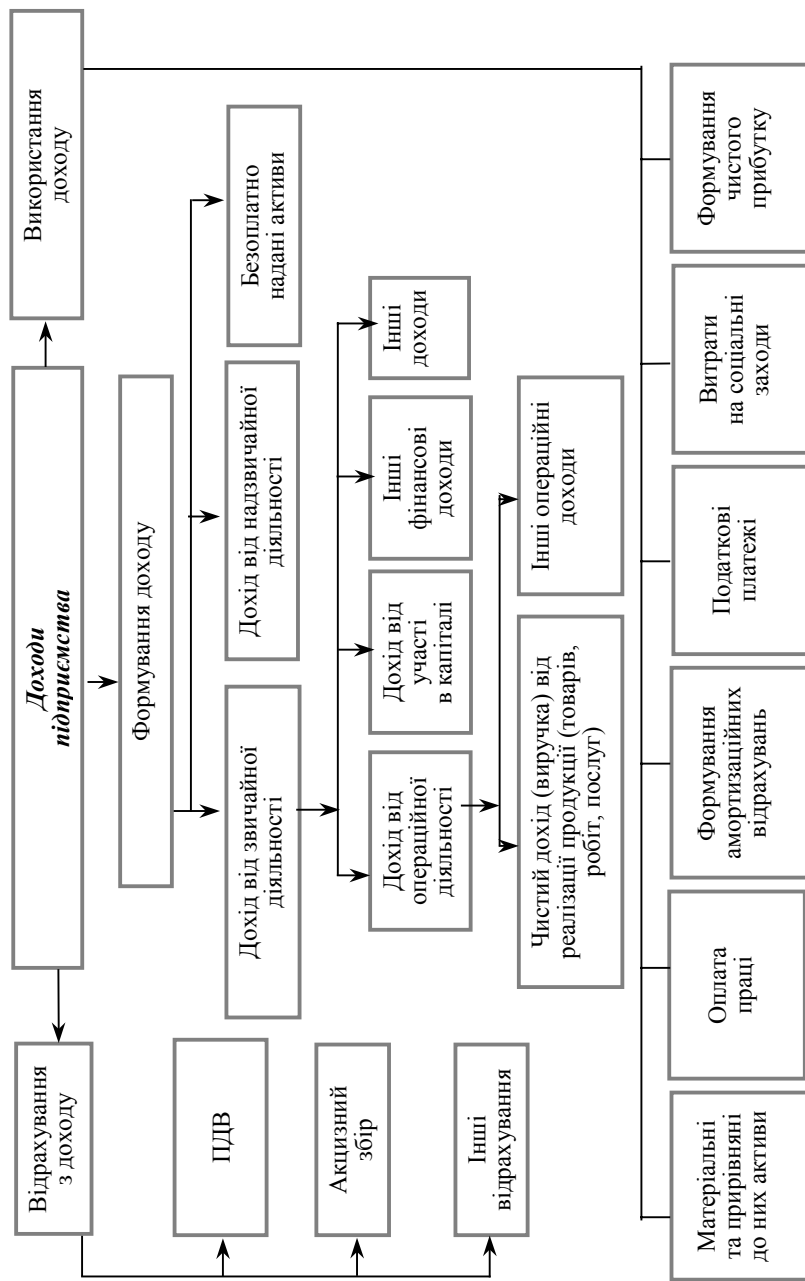 Доходи
підприємства
Відрахування
з доходу
Використання
доходу
Формування доходу
ПДВ
Дохід від звичайної
діяльності
Дохід від надзвичайної
діяльності
Безоплатно
надані активи
Акцизний
збір
Дохід від
операційної
діяльності
Дохід від
участі
в капіталі
Інші
фінансові
доходи
Інші
доходи
Інші
відрахування
Чистий дохід (виручка) від
реалізації продукції (товарів,
робіт, послуг)
Інші операційні
доходи
Матеріальні
та прирівняні
до них активи
Оплата
праці
Формування
амортизаційних
відрахувань
Податкові
платежі
Витрати
на соціальні
заходи
Формування
чистого
прибутку